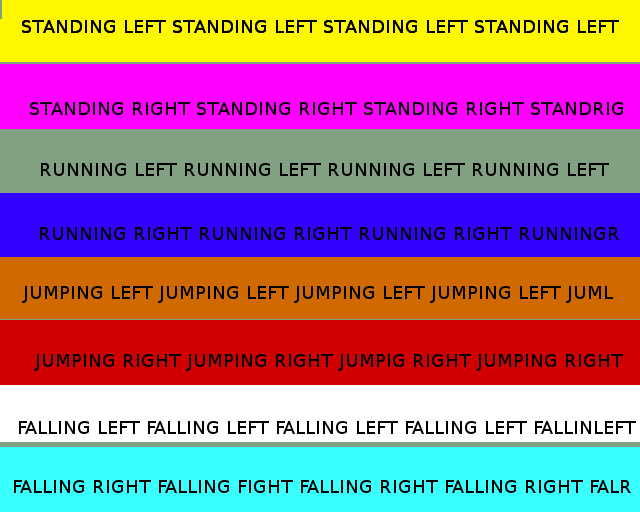 STANDING LEFT STANDING LEFT STANDING LEFT STANDING LEFT
STANDING RIGHT STANDING RIGHT STANDING RIGHT STANDRIG
RUNNING LEFT RUNNING LEFT RUNNING LEFT RUNNING LEFT
RUNNING RIGHT RUNNING RIGHT RUNNING RIGHT RUNNINGR
JUMPING LEFT JUMPING LEFT JUMPING LEFT JUMPING LEFT JUML
JUMPING RIGHT JUMPING RIGHT JUMPIG RIGHT JUMPING RIGHT
FALLING LEFT FALLING LEFT FALLING LEFT FALLING LEFT FALLINLEFT
FALLING RIGHT FALLING FIGHT FALLING RIGHT FALLING RIGHT FALR